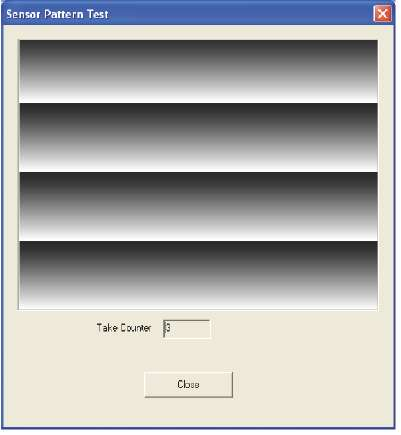 Sensor Pattern Test
Take Counter 3
Close